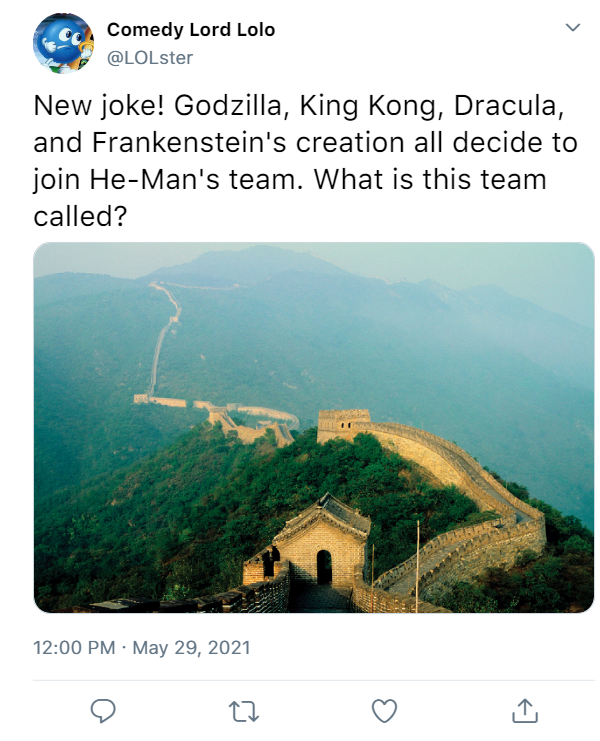 Comedy Lord Lolo
@LOLster
New joke! Godzilla, King Kong, Dracula,
and Frankenstein's creation all decide to
join He-Man's team. What is this team
called?
12:00 PM · May 29, 2021